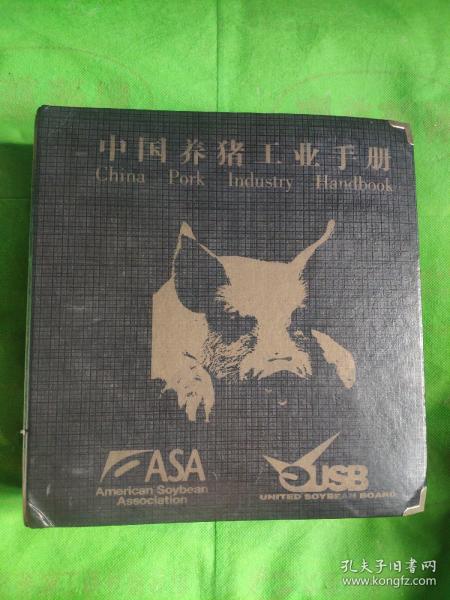 中国养猪工业手册
China Pork Industry Handbook
ASA
American Soybean
Association
USB
UNITED SOYBEAN BOARD
孔夫子旧书网
www.kongfz.com